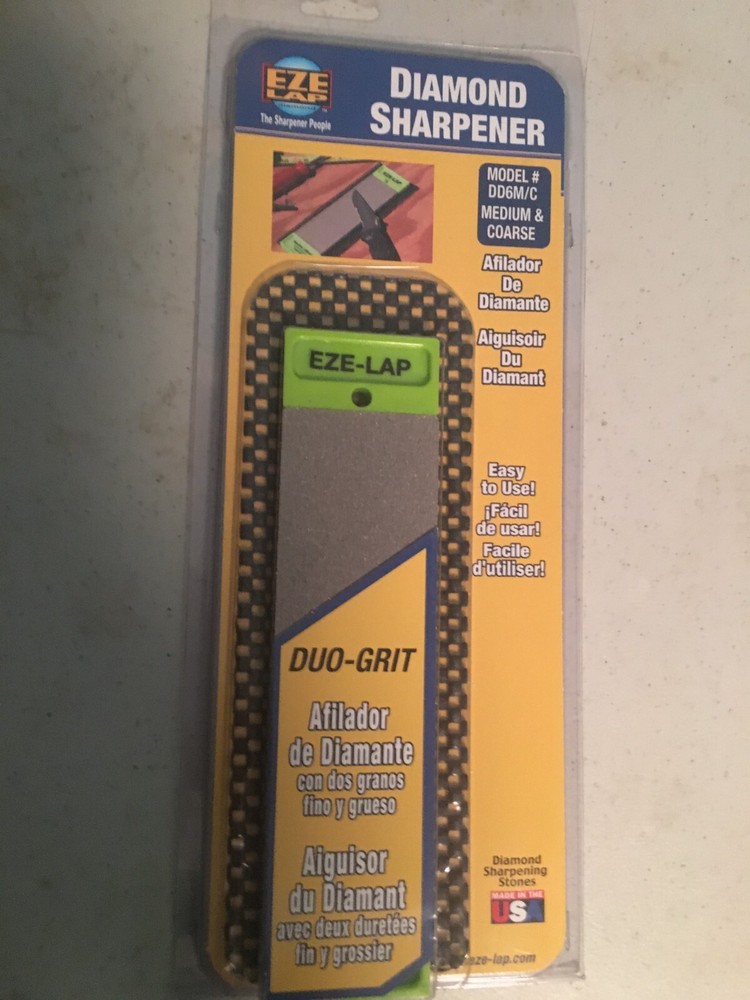 EZE
LAP
The Sharpener People
DIAMOND
SHARPENER
MODEL #
DD6M/C
MEDIUM &
COARSE
EZE-LAP
Afilador
De
Diamante
Aiguisoir
Du
Diamant
EZE-LAP
Easy
to Use!
¡Fácil
de usar!
Facile
d'utiliser!
DUO-GRIT
Afilador
de Diamante
con dos granos
fino y grueso
Aiguisor
du Diamant
avec deux duretées
fin y grossier
Diamond
Sharpening
Stones
MADE IN THE
USA
eze-lap.com